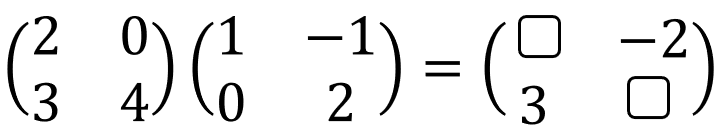 (2 0 3 4) (1 −1 0 2) = (□ −2 3 □)